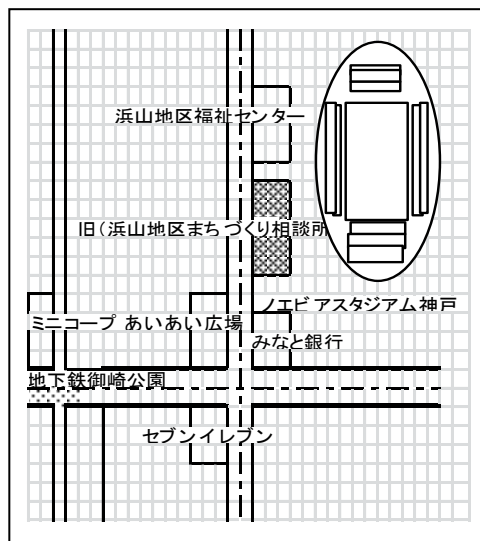 浜山地区福祉センター
旧(浜山地区まちづくり相談所
ノエビアスタジアム神戸
ミニコープ あいあい広場
みなと銀行
地下鉄御崎公園
セブンイレブン